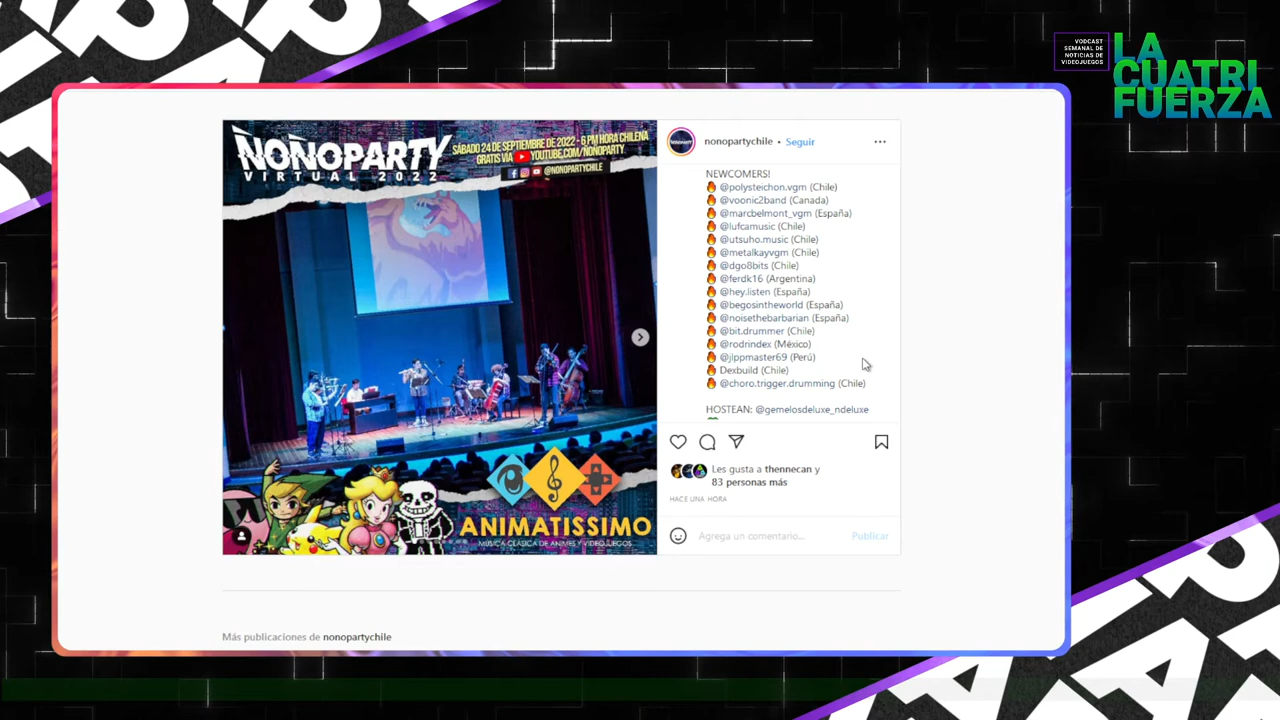 VODCAST
SEMANAL DE
NOTICIAS DE
VIDEOJUEGOS
LA
CUATRI
FUERZA
ÑOÑOPARTY
VIRTUAL 2022
SÁBADO 24 DE SEPTIEMBRE DE 2022 - 6 PM HORA CHILENA
GRATIS VÍA YOUTUBE.COM/NONOPARTY
@NONOPARTYCHILE
ANIMATISSIMO
MÚSICA CLÁSICA DE ANIMES Y VIDEOJUEGOS
nonopartychile • Seguir
NEWCOMERS!
🔥 @polysteichon.vgm (Chile)
🔥 @voonic2band (Canada)
🔥 @marcbelmont_vgm (España)
🔥 @lufcamusic (Chile)
🔥 @utsuho.music (Chile)
🔥 @metalkayvgm (Chile)
🔥 @dgo8bits (Chile)
🔥 @ferdk16 (Argentina)
🔥 @hey.listen (España)
🔥 @begosintheworld (España)
🔥 @noisethebarbarian (España)
🔥 @bit.drummer (Chile)
🔥 @rodrindex (México)
🔥 @jlppmaster69 (Perú)
🔥 Dexbuild (Chile)
🔥 @choro.trigger.drumming (Chile)
HOSTEAN: @gemelosdeluxe_ndeluxe
Les gusta a thennecan y
83 personas más
HACE UNA HORA
Agrega un comentario...
Publicar
Más publicaciones de nonopartychile